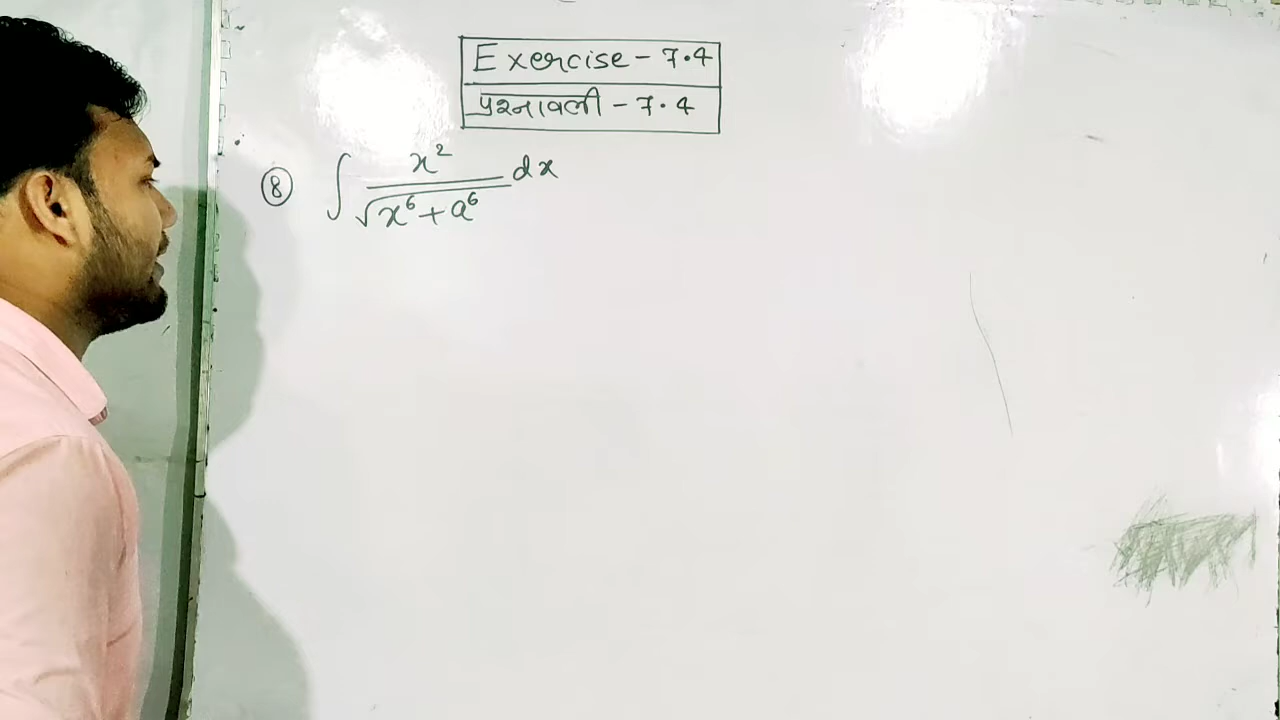 Exercise - 7.4
प्रश्नावली - 7.4
⑧ ∫ x² / √(x⁶ + a⁶) dx